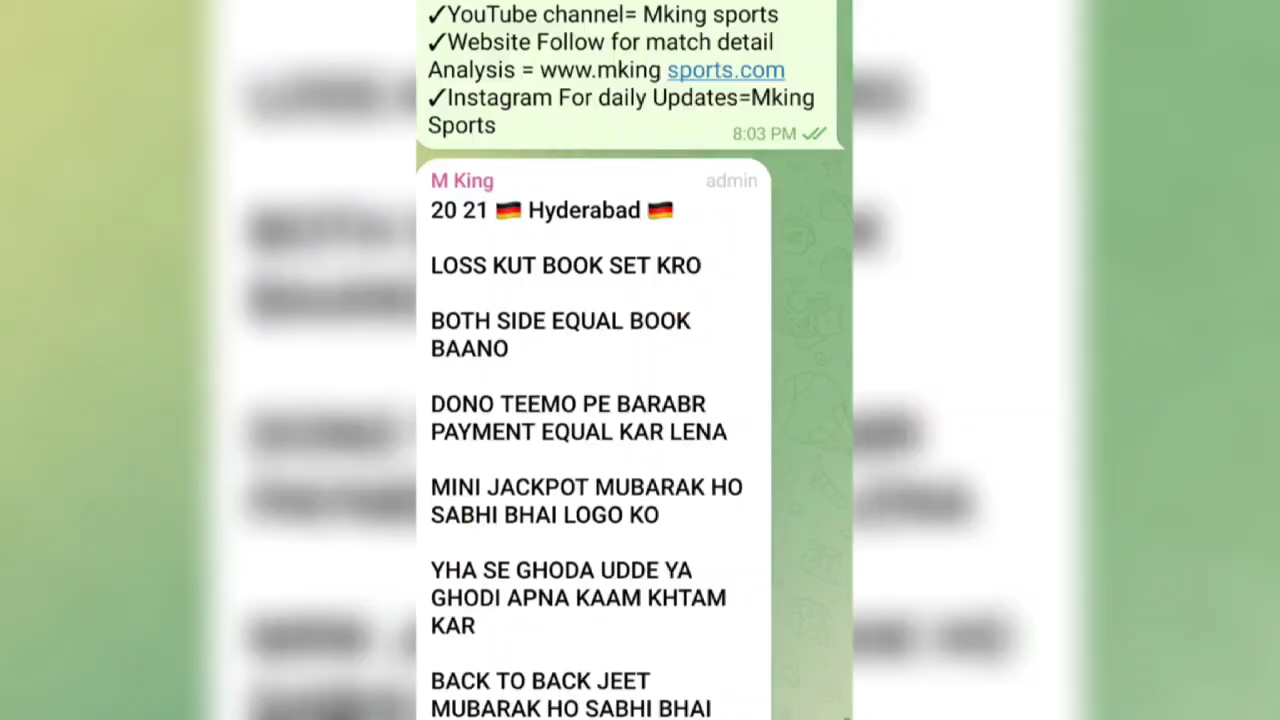 ✓YouTube channel= Mking sports
✓Website Follow for match detail
Analysis = www.mking sports.com
✓Instagram For daily Updates=Mking
Sports
8:03 PM
M King
admin
20 21 🇩🇪 Hyderabad 🇩🇪
LOSS KUT BOOK SET KRO
BOTH SIDE EQUAL BOOK
BAANO
DONO TEEMO PE BARABR
PAYMENT EQUAL KAR LENA
MINI JACKPOT MUBARAK HO
SABHI BHAI LOGO KO
YHA SE GHODA UDDE YA
GHODI APNA KAAM KHTAM
KAR
BACK TO BACK JEET
MUBARAK HO SABHI BHAI